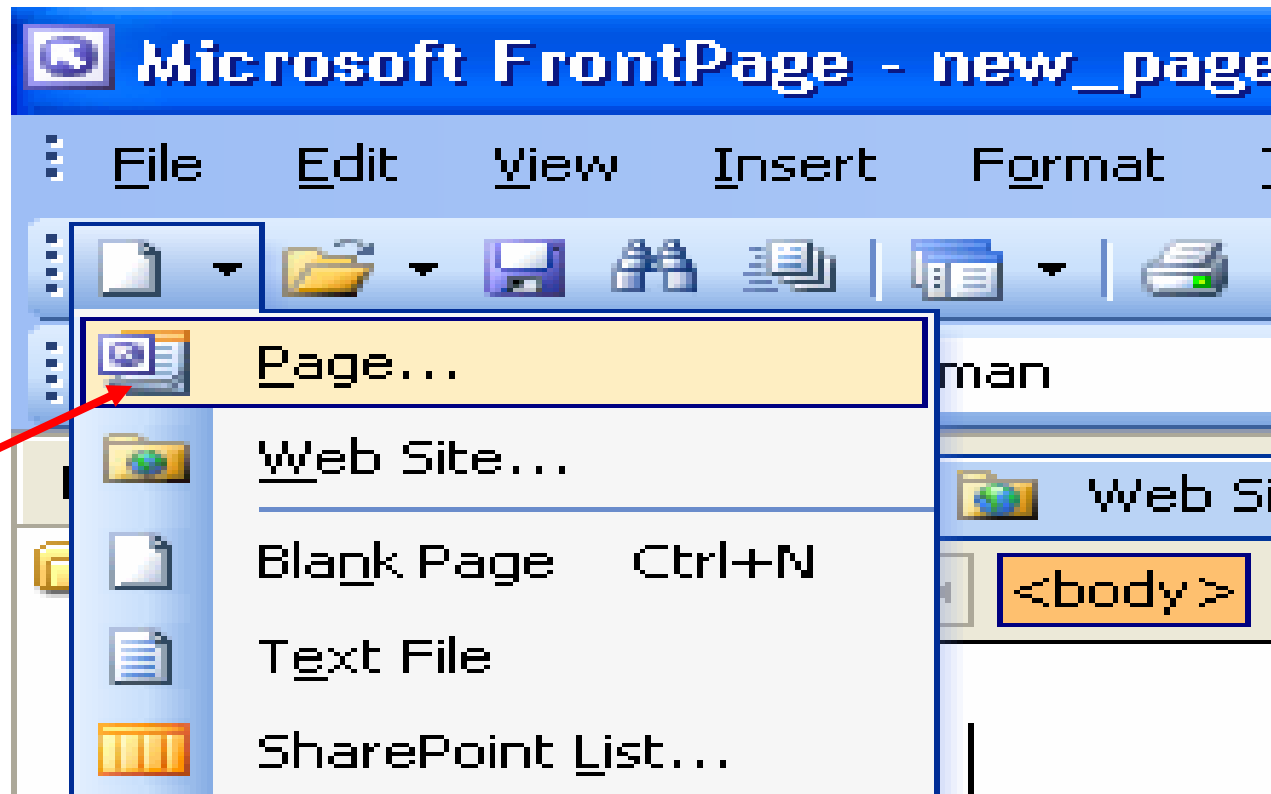 Microsoft FrontPage - new_page
File Edit View Insert Format
Page...
man
Web Site...
Web Si
Blank Page Ctrl+N
<body>
Text File
SharePoint List...